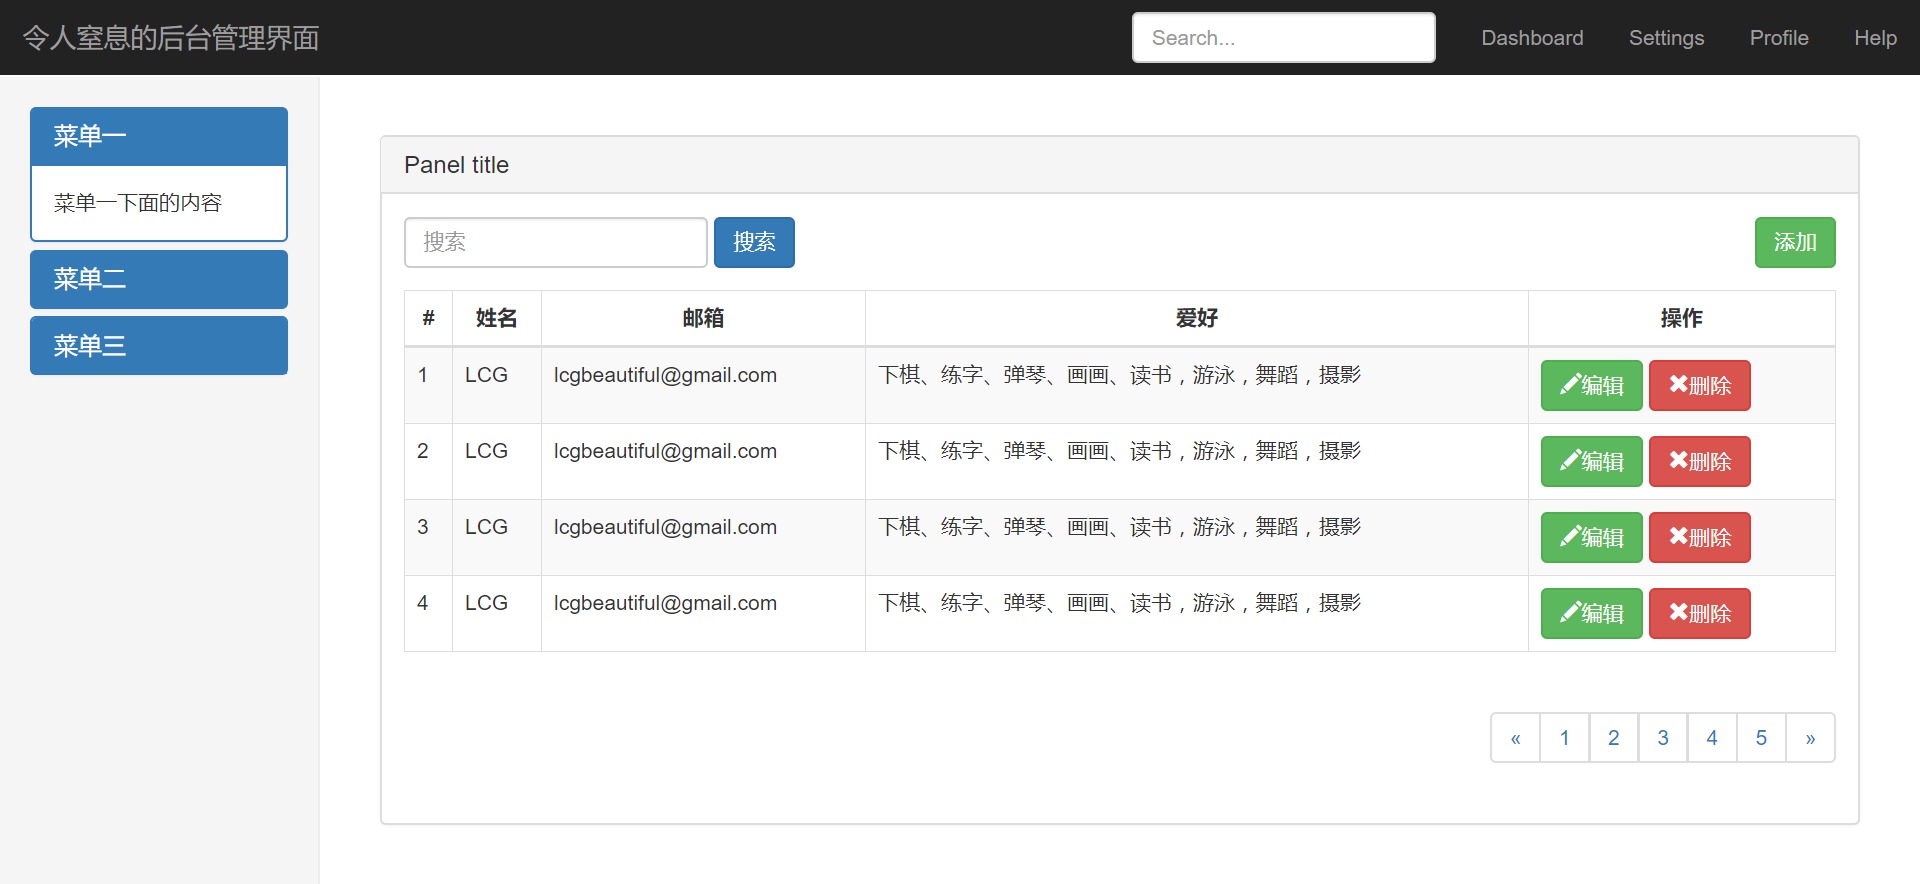 令人窒息的后台管理界面 Search... Dashboard Settings Profile Help
菜单一
菜单一下面的内容
菜单二
菜单三
Panel title
搜索 搜索 添加
# 姓名 邮箱 爱好 操作
1 LCG lcgbeautiful@gmail.com 下棋、练字、弹琴、画画、读书，游泳，舞蹈，摄影 编辑 删除
2 LCG lcgbeautiful@gmail.com 下棋、练字、弹琴、画画、读书，游泳，舞蹈，摄影 编辑 删除
3 LCG lcgbeautiful@gmail.com 下棋、练字、弹琴、画画、读书，游泳，舞蹈，摄影 编辑 删除
4 LCG lcgbeautiful@gmail.com 下棋、练字、弹琴、画画、读书，游泳，舞蹈，摄影 编辑 删除
« 1 2 3 4 5 »